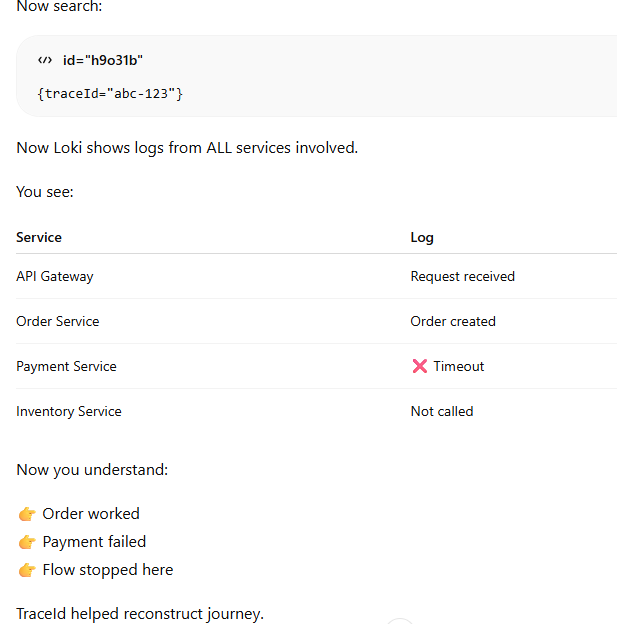 Now search:
</> id="h9o31b"
{traceId="abc-123"}
Now Loki shows logs from ALL services involved.
You see:
Service Log
API Gateway Request received
Order Service Order created
Payment Service ❌ Timeout
Inventory Service Not called
Now you understand:
👉 Order worked
👉 Payment failed
👉 Flow stopped here
TraceId helped reconstruct journey.